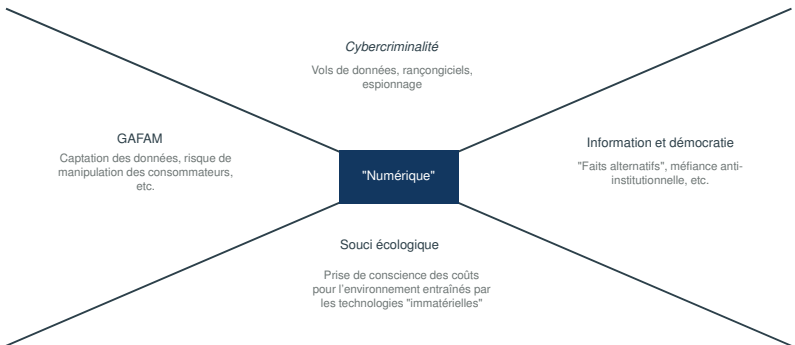 Cybercriminalité
Vols de données, rançongiciels,
espionnage
GAFAM
Captation des données, risque de
manipulation des consommateurs,
etc.
"Numérique"
Information et démocratie
"Faits alternatifs", méfiance anti-
institutionnelle, etc.
Souci écologique
Prise de conscience des coûts
pour l'environnement entraînés par
les technologies "immatérielles"